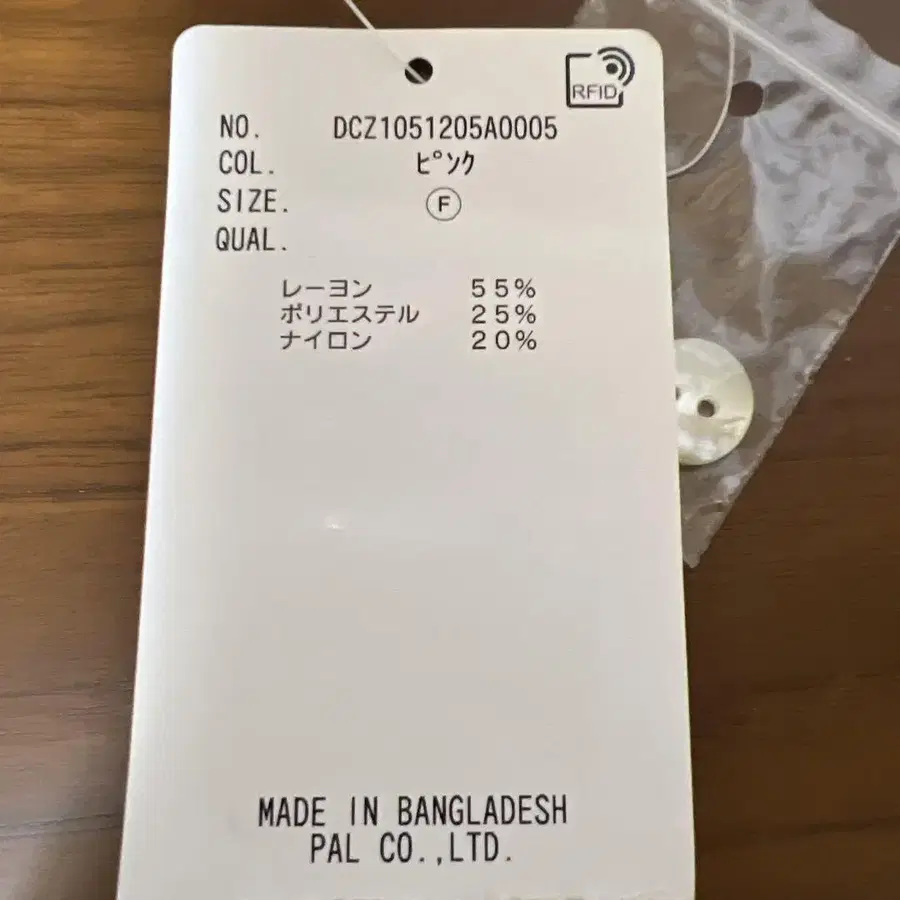 RFID
NO. DCZ1051205A0005
COL. ピンク
SIZE. Ⓕ
QUAL.
レーヨン 55%
ポリエステル 25%
ナイロン 20%
MADE IN BANGLADESH
PAL CO.,LTD.